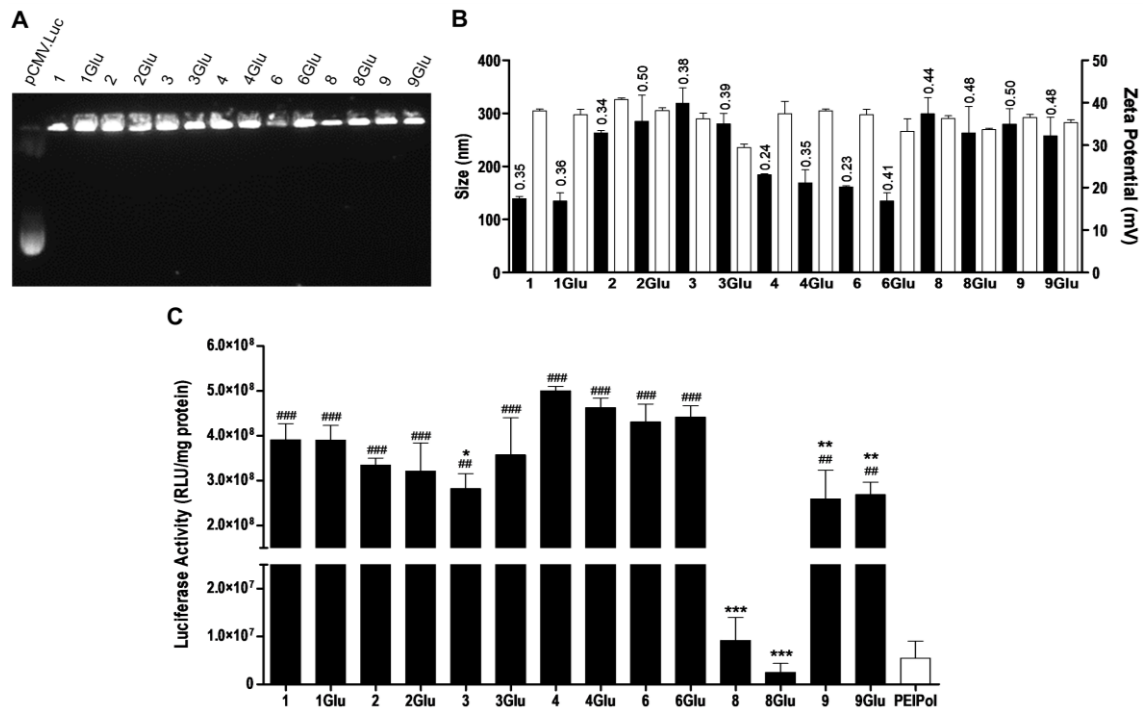 A
pCMV.Luc 1 1Glu 2 2Glu 3 3Glu 4 4Glu 6 6Glu 8 8Glu 9 9Glu
B
400
300
200
100
0
Size (nm)
0.35 0.36 0.34 0.50 0.38 0.39 0.24 0.35 0.23 0.41 0.44 0.48 0.50 0.48
50
40
30
20
10
0
Zeta Potential (mV)
1 1Glu 2 2Glu 3 3Glu 4 4Glu 6 6Glu 8 8Glu 9 9Glu
C
Luciferase Activity (RLU/mg protein)
6.0×10⁸
5.0×10⁸
4.0×10⁸
3.0×10⁸
2.0×10⁸
2.0×10⁷
1.0×10⁷
0
### ### ### ### * ## ### ### ### ### ### *** *** ** ## ** ##
1 1Glu 2 2Glu 3 3Glu 4 4Glu 6 6Glu 8 8Glu 9 9Glu PEIPol